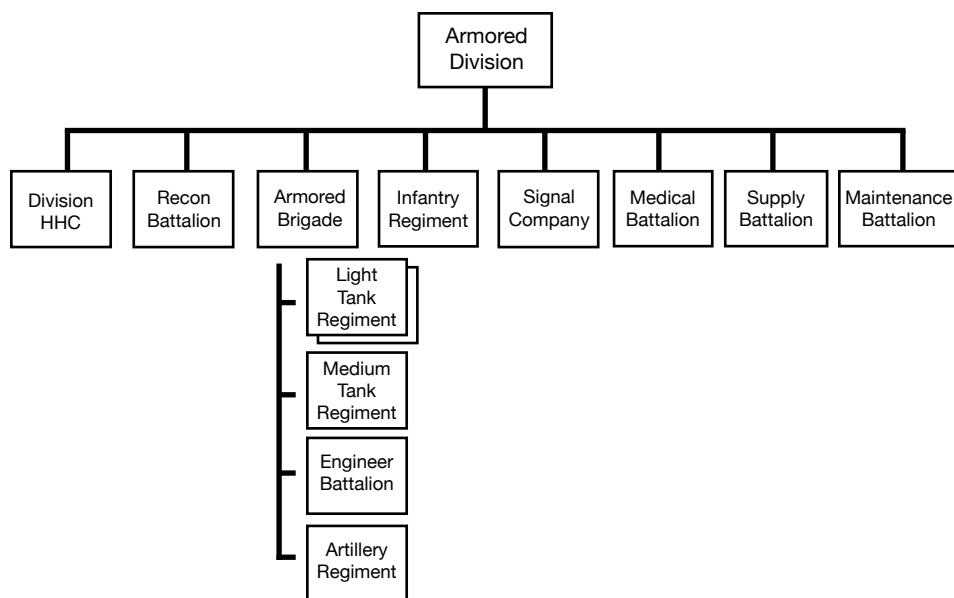 Armored
Division
Division
HHC
Recon
Battalion
Armored
Brigade
Infantry
Regiment
Signal
Company
Medical
Battalion
Supply
Battalion
Maintenance
Battalion
Light
Tank
Regiment
Medium
Tank
Regiment
Engineer
Battalion
Artillery
Regiment